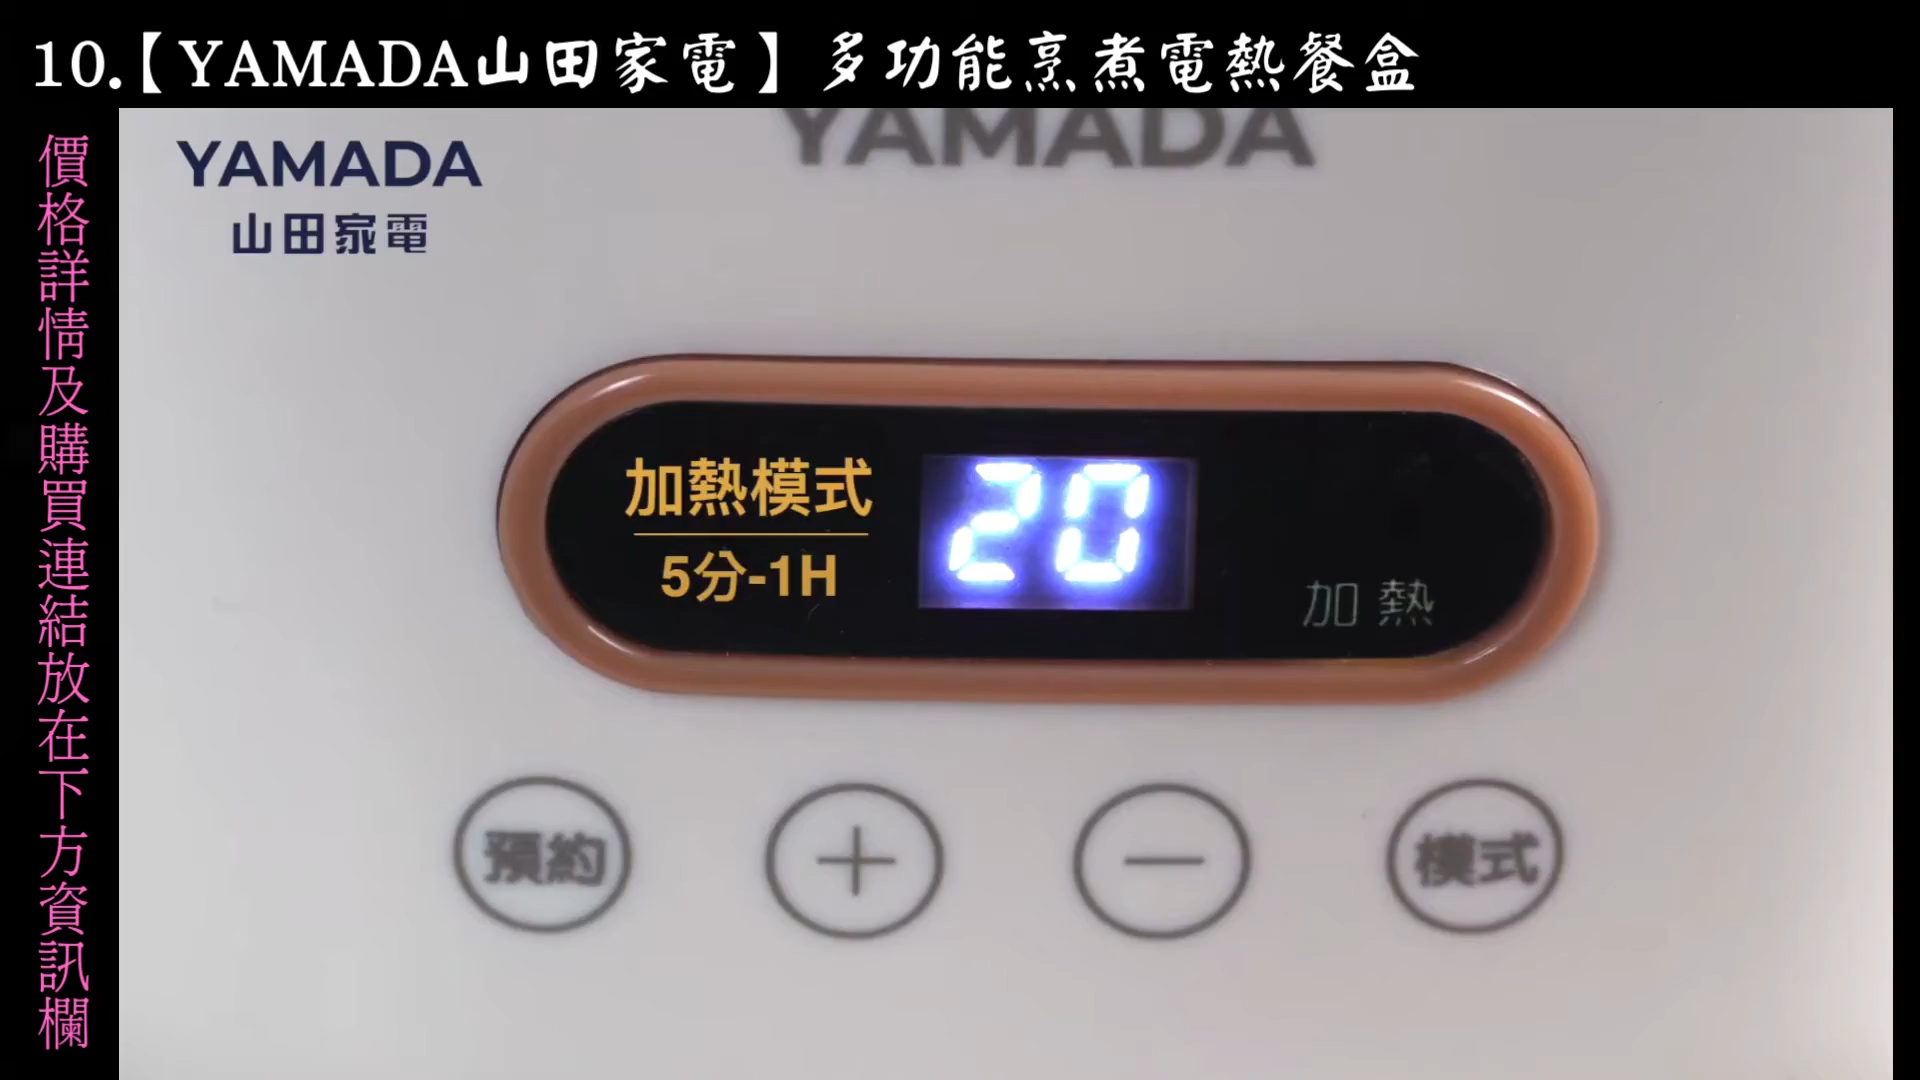 10.【YAMADA山田家電】多功能烹煮電熱餐盒
價格詳情及購買連結放在下方資訊欄
YAMADA
YAMADA
山田家電
加熱模式
5分-1H
20
加熱
預約
＋
－
模式